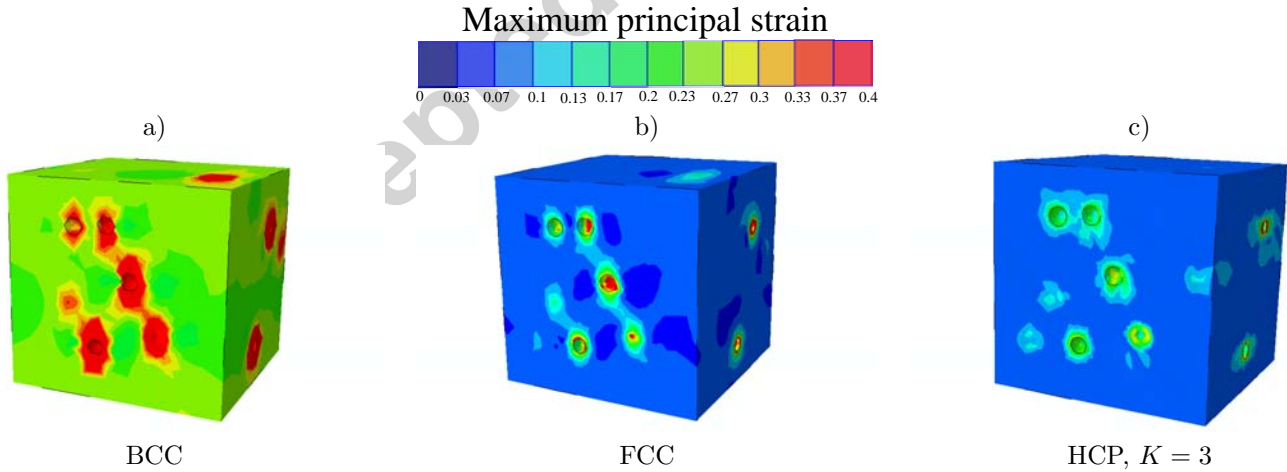 Maximum principal strain
0 0.03 0.07 0.1 0.13 0.17 0.2 0.23 0.27 0.3 0.33 0.37 0.4
a) b) c)
BCC FCC HCP, K = 3